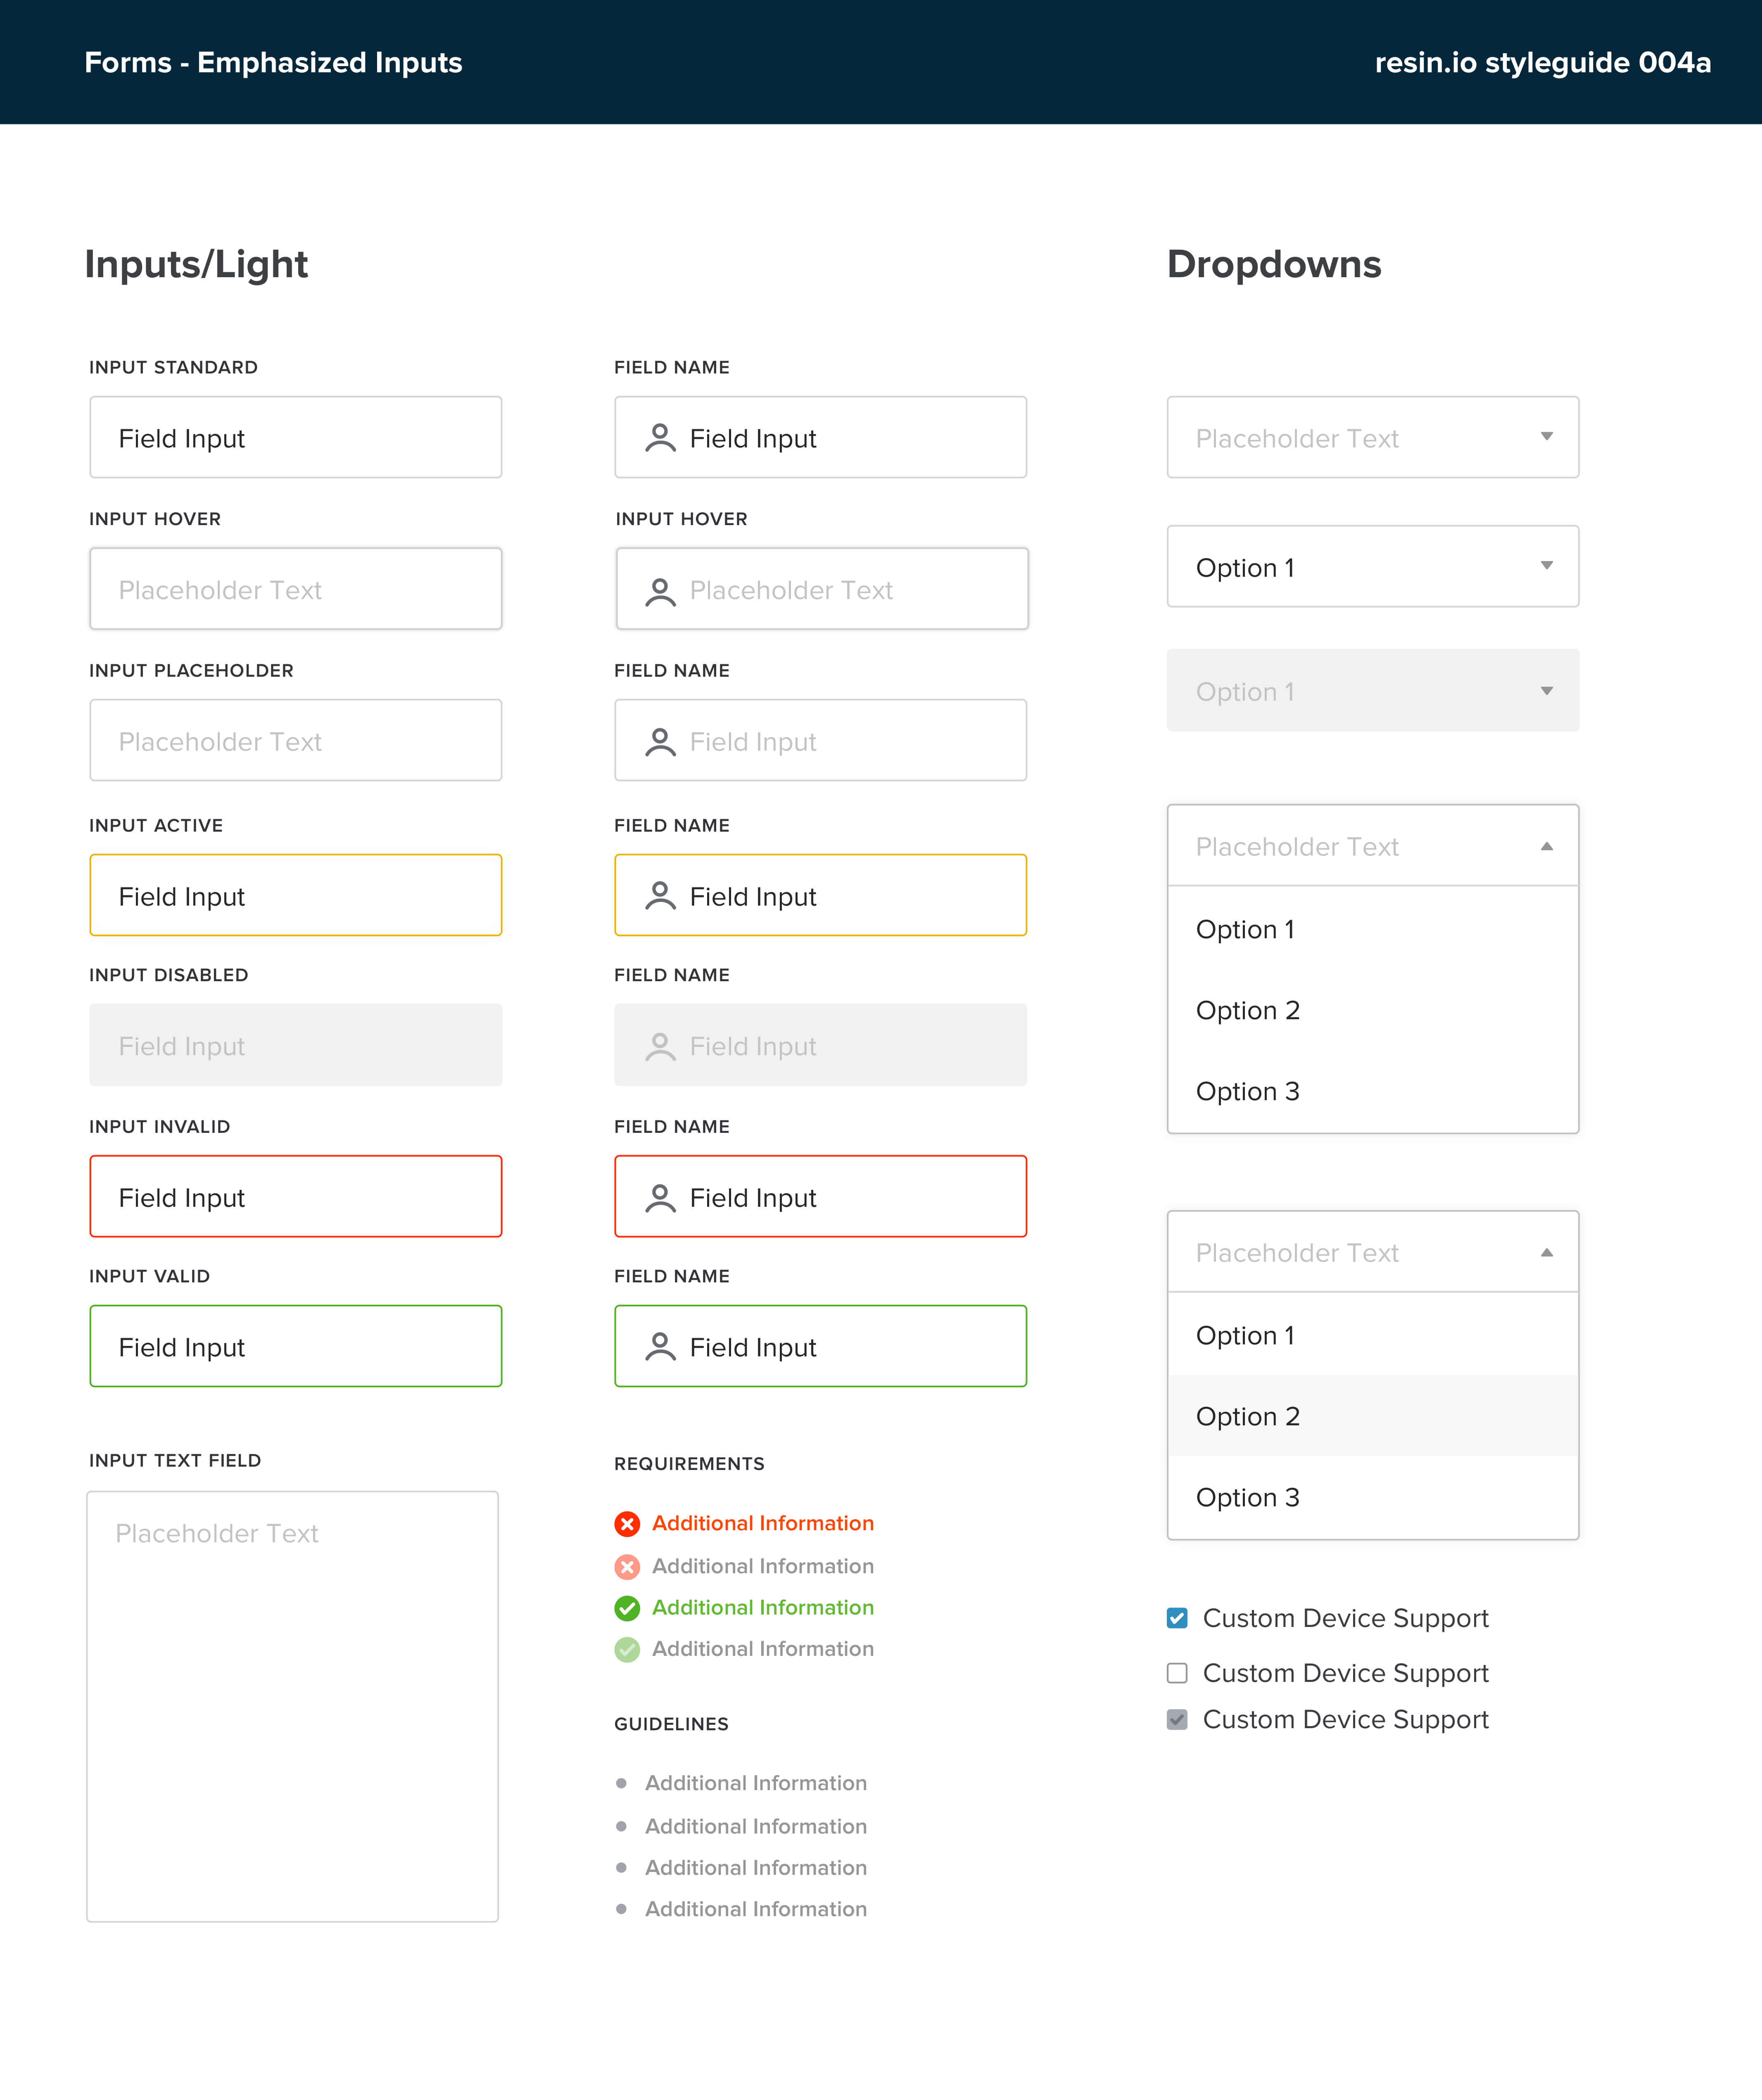 Forms - Emphasized Inputs
resin.io styleguide 004a
Inputs/Light
INPUT STANDARD
Field Input
INPUT HOVER
Placeholder Text
INPUT PLACEHOLDER
Placeholder Text
INPUT ACTIVE
Field Input
INPUT DISABLED
Field Input
INPUT INVALID
Field Input
INPUT VALID
Field Input
INPUT TEXT FIELD
Placeholder Text
FIELD NAME
Field Input
INPUT HOVER
Placeholder Text
FIELD NAME
Field Input
FIELD NAME
Field Input
FIELD NAME
Field Input
FIELD NAME
Field Input
FIELD NAME
Field Input
REQUIREMENTS
Additional Information
Additional Information
Additional Information
Additional Information
GUIDELINES
Additional Information
Additional Information
Additional Information
Additional Information
Dropdowns
Placeholder Text
Option 1
Option 1
Placeholder Text
Option 1
Option 2
Option 3
Placeholder Text
Option 1
Option 2
Option 3
Custom Device Support
Custom Device Support
Custom Device Support